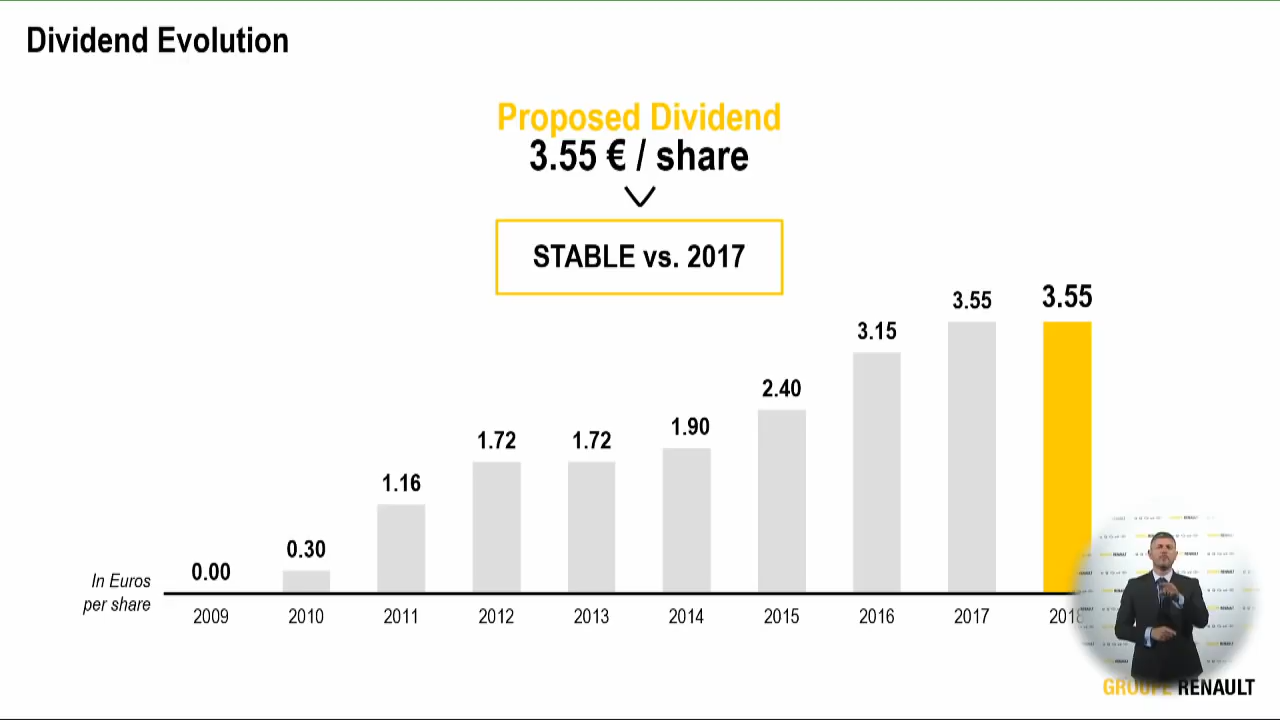 Dividend Evolution
Proposed Dividend
3.55 € / share
STABLE vs. 2017
3.55
3.55
3.15
2.40
1.90
1.72
1.72
1.16
0.30
0.00
In Euros
per share
2009 2010 2011 2012 2013 2014 2015 2016 2017 2018
GROUPE RENAULT